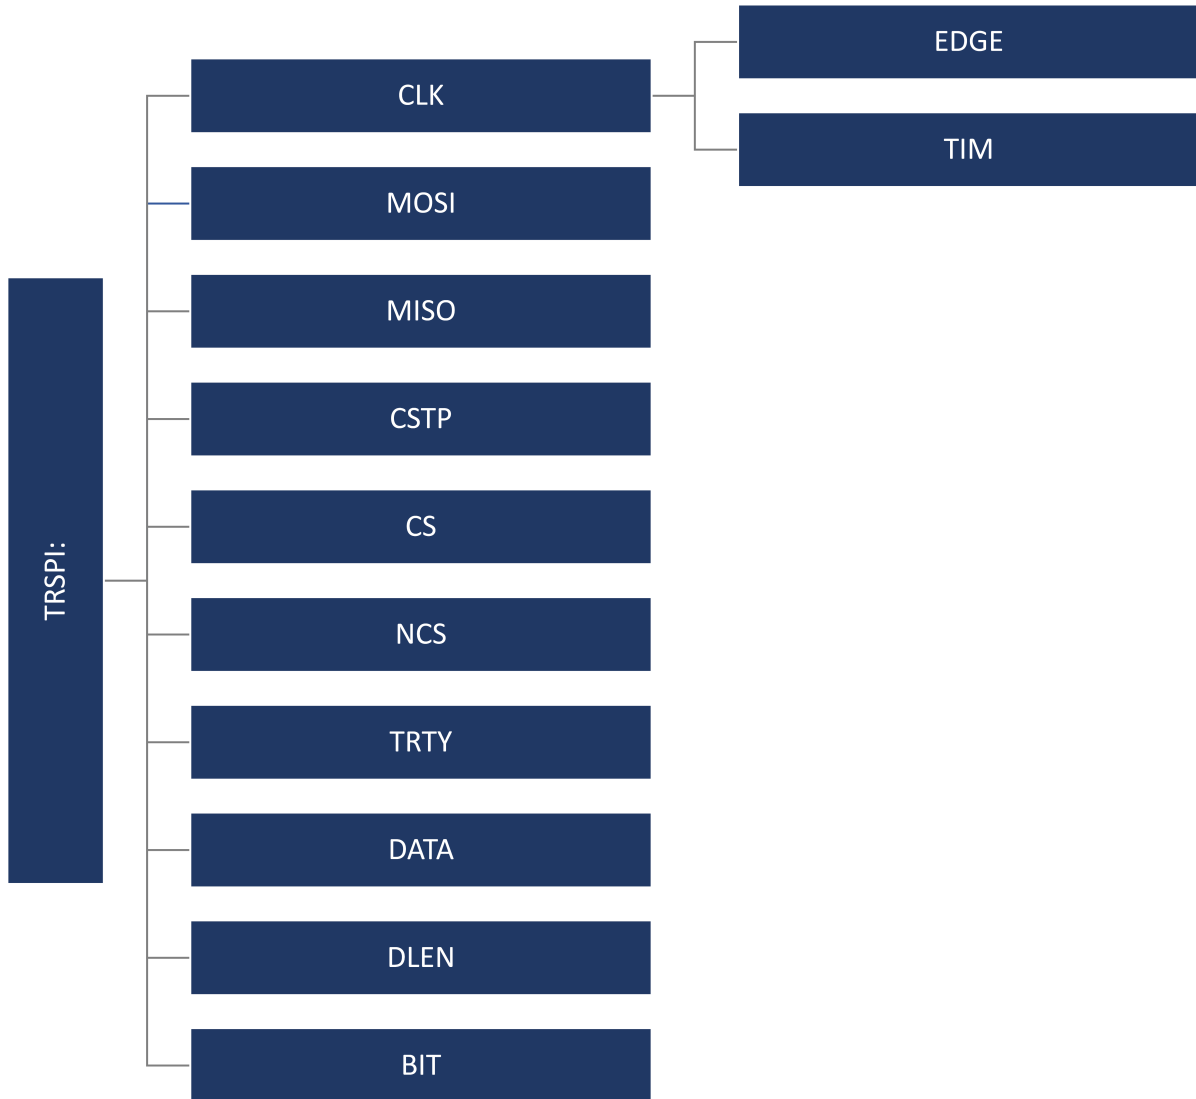 TRSPI:
CLK
EDGE
TIM
MOSI
MISO
CSTP
CS
NCS
TRTY
DATA
DLEN
BIT